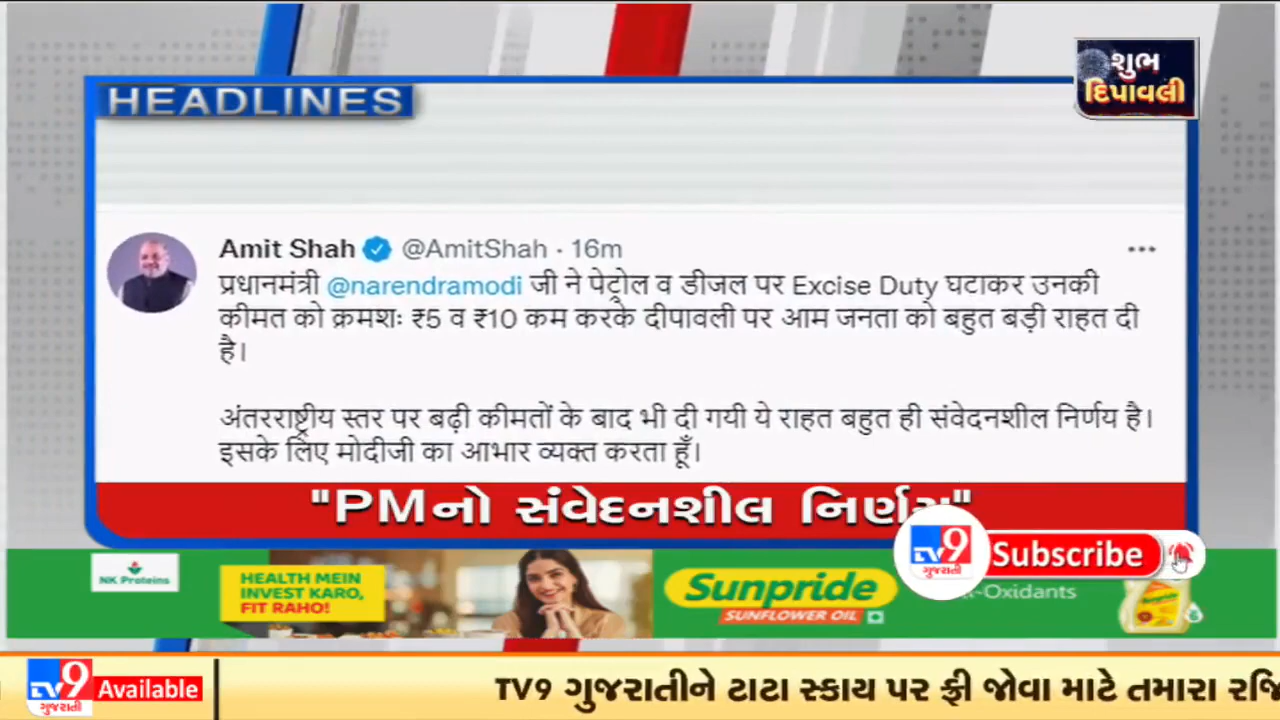 HEADLINES
શુભ
દિપાવલી
Amit Shah @AmitShah · 16m
प्रधानमंत्री @narendramodi जी ने पेट्रोल व डीजल पर Excise Duty घटाकर उनकी
कीमत को क्रमशः ₹5 व ₹10 कम करके दीपावली पर आम जनता को बहुत बड़ी राहत दी
है।
अंतरराष्ट्रीय स्तर पर बढ़ी कीमतों के बाद भी दी गयी ये राहत बहुत ही संवेदनशील निर्णय है।
इसके लिए मोदीजी का आभार व्यक्त करता हूँ।
"PMનો સંવેદનશીલ નિર્ણય"
TV9
ગુજરાતી
Subscribe
NK Proteins
HEALTH MEIN
INVEST KARO,
FIT RAHO!
Sunpride
SUNFLOWER OIL
-Oxidants
TV9
ગુજરાતી
Available
TV9 ગુજરાતીને ટાટા સ્કાય પર ફ્રી જોવા માટે તમારા રજિ